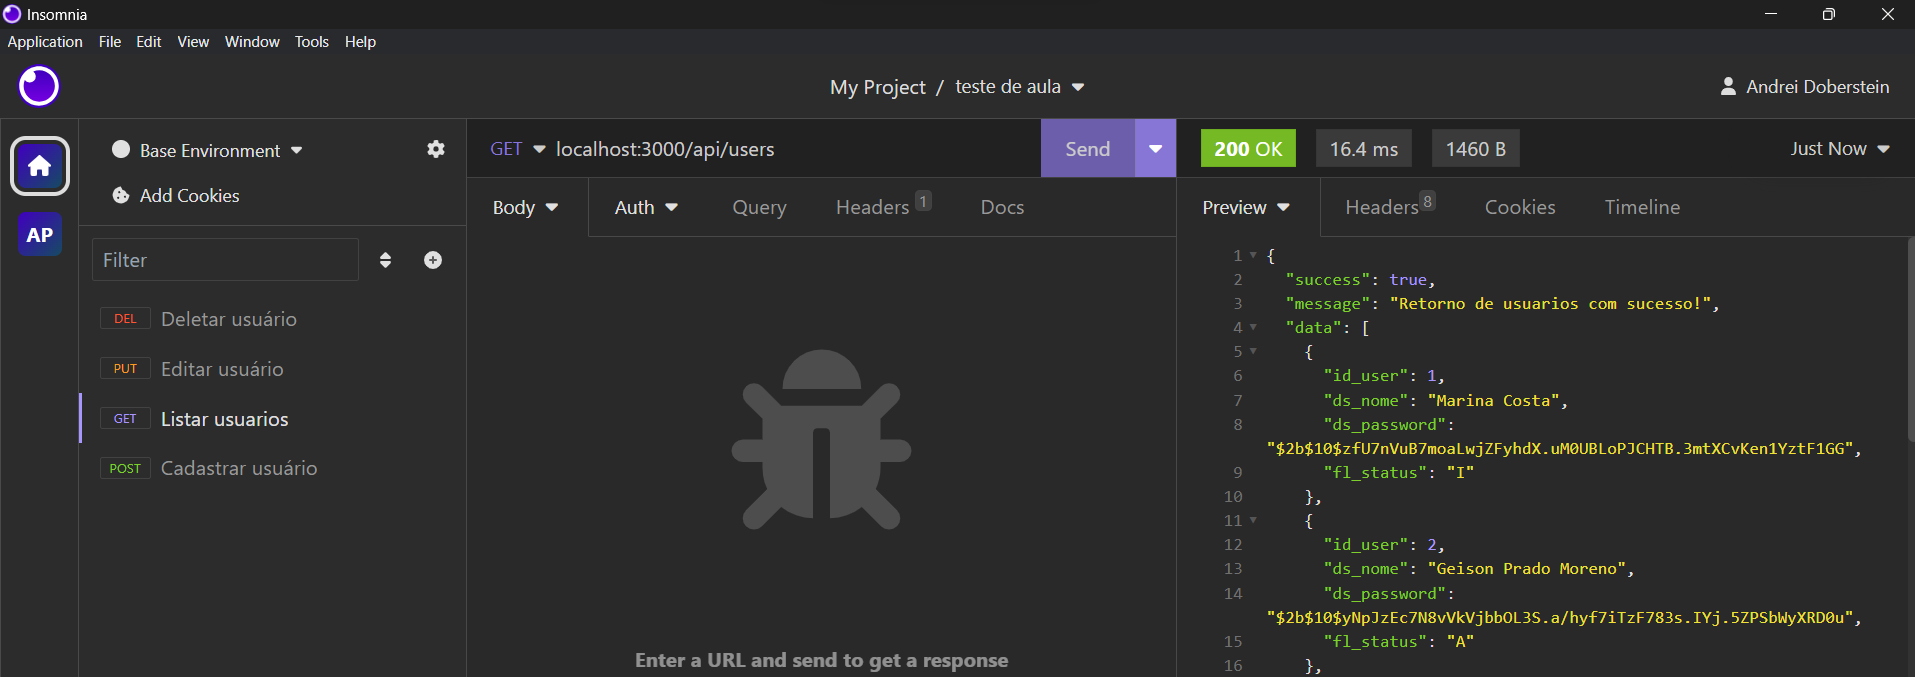 Insomnia
Application File Edit View Window Tools Help
My Project / teste de aula
Andrei Doberstein
Base Environment
Add Cookies
AP
Filter
DEL Deletar usuário
PUT Editar usuário
GET Listar usuarios
POST Cadastrar usuário
GET localhost:3000/api/users
Send
Body Auth Query Headers 1 Docs
Enter a URL and send to get a response
200 OK 16.4 ms 1460 B Just Now
Preview Headers 8 Cookies Timeline
1 {
2 "success": true,
3 "message": "Retorno de usuarios com sucesso!",
4 "data": [
5 {
6 "id_user": 1,
7 "ds_nome": "Marina Costa",
8 "ds_password":
"$2b$10$zfU7nVuB7moaLwjZFyhdX.uM0UBLoPJCHTB.3mtXCvKen1YztF1GG",
9 "fl_status": "I"
10 },
11 {
12 "id_user": 2,
13 "ds_nome": "Geison Prado Moreno",
14 "ds_password":
"$2b$10$yNpJzEc7N8vVkVjbbOL3S.a/hyf7iTzF783s.IYj.5ZPSbWyXRD0u",
15 "fl_status": "A"
16 },